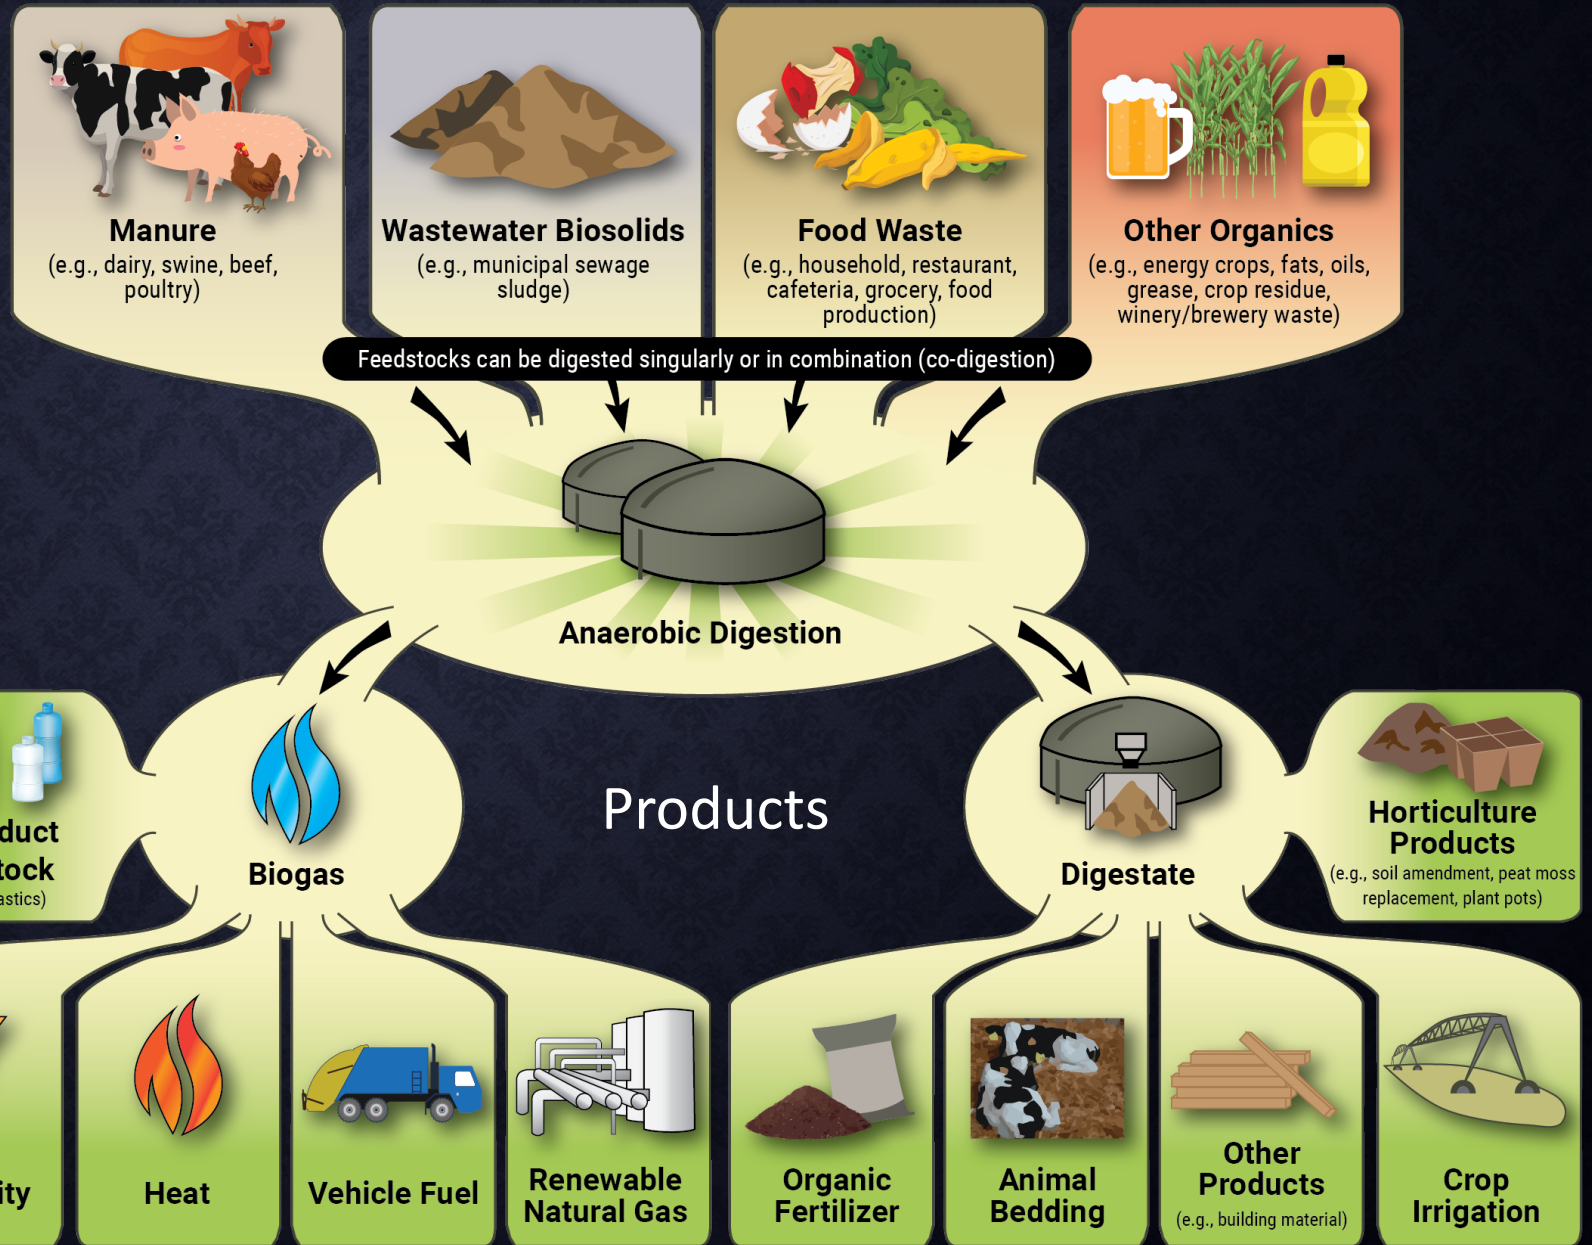 Manure
(e.g., dairy, swine, beef,
poultry)
Wastewater Biosolids
(e.g., municipal sewage
sludge)
Food Waste
(e.g., household, restaurant,
cafeteria, grocery, food
production)
Other Organics
(e.g., energy crops, fats, oils,
grease, crop residue,
winery/brewery waste)
Feedstocks can be digested singularly or in combination (co-digestion)
Anaerobic Digestion
Products
duct
tock
astics)
Biogas
Digestate
Horticulture
Products
(e.g., soil amendment, peat moss
replacement, plant pots)
ity
Heat
Vehicle Fuel
Renewable
Natural Gas
Organic
Fertilizer
Animal
Bedding
Other
Products
(e.g., building material)
Crop
Irrigation